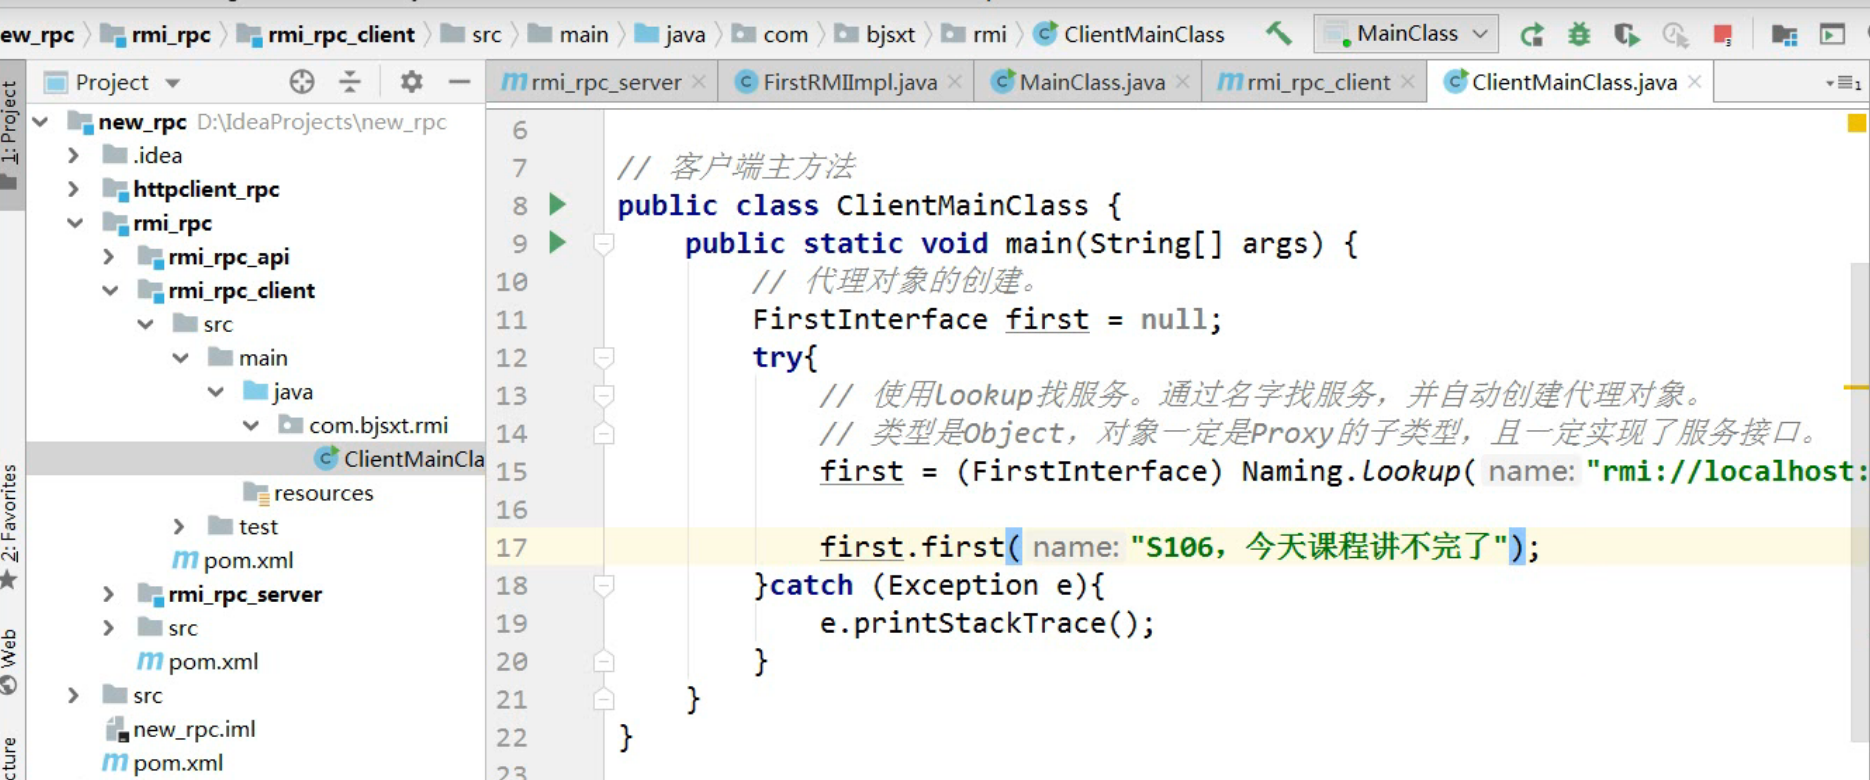 ew_rpc rmi_rpc rmi_rpc_client src main java com bjsxt rmi ClientMainClass MainClass
1: Project
Project
rmi_rpc_server FirstRMIImpl.java MainClass.java rmi_rpc_client ClientMainClass.java
new_rpc D:\IdeaProjects\new_rpc
.idea
httpclient_rpc
rmi_rpc
rmi_rpc_api
rmi_rpc_client
src
main
java
com.bjsxt.rmi
ClientMainCla
resources
test
pom.xml
rmi_rpc_server
src
pom.xml
src
new_rpc.iml
pom.xml
2: Favorites
Web
cture
6
7 // 客户端主方法
8 public class ClientMainClass {
9 public static void main(String[] args) {
10 // 代理对象的创建。
11 FirstInterface first = null;
12 try{
13 // 使用lookup找服务。通过名字找服务，并自动创建代理对象。
14 // 类型是Object，对象一定是Proxy的子类型，且一定实现了服务接口。
15 first = (FirstInterface) Naming.lookup( name: "rmi://localhost:
16
17 first.first( name: "S106，今天课程讲不完了");
18 }catch (Exception e){
19 e.printStackTrace();
20 }
21 }
22 }
23